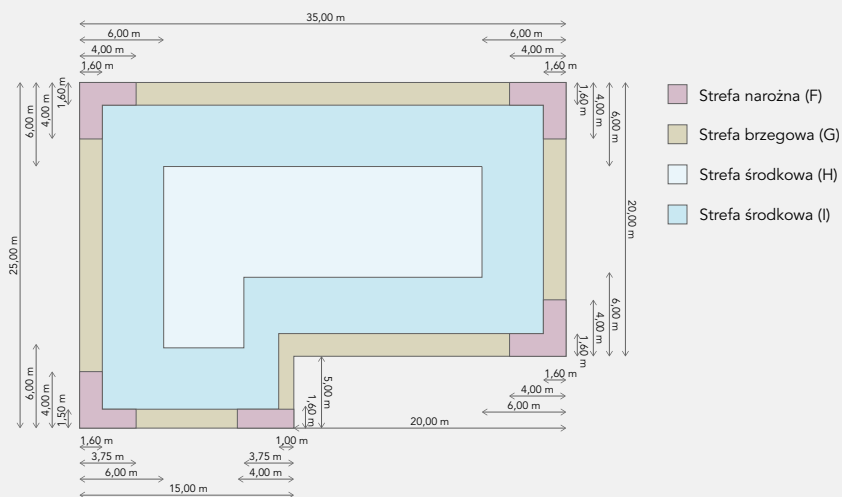 35,00 m
6,00 m
6,00 m
4,00 m
4,00 m
1,60 m
1,60 m
1,60 m
4,00 m
6,00 m
25,00 m
1,60 m
4,00 m
6,00 m
20,00 m
Strefa narożna (F)
Strefa brzegowa (G)
Strefa środkowa (H)
Strefa środkowa (I)
6,00 m
4,00 m
1,50 m
6,00 m
4,00 m
1,60 m
5,00 m
1,60 m
20,00 m
1,60 m
4,00 m
6,00 m
1,60 m
1,00 m
3,75 m
3,75 m
6,00 m
4,00 m
15,00 m